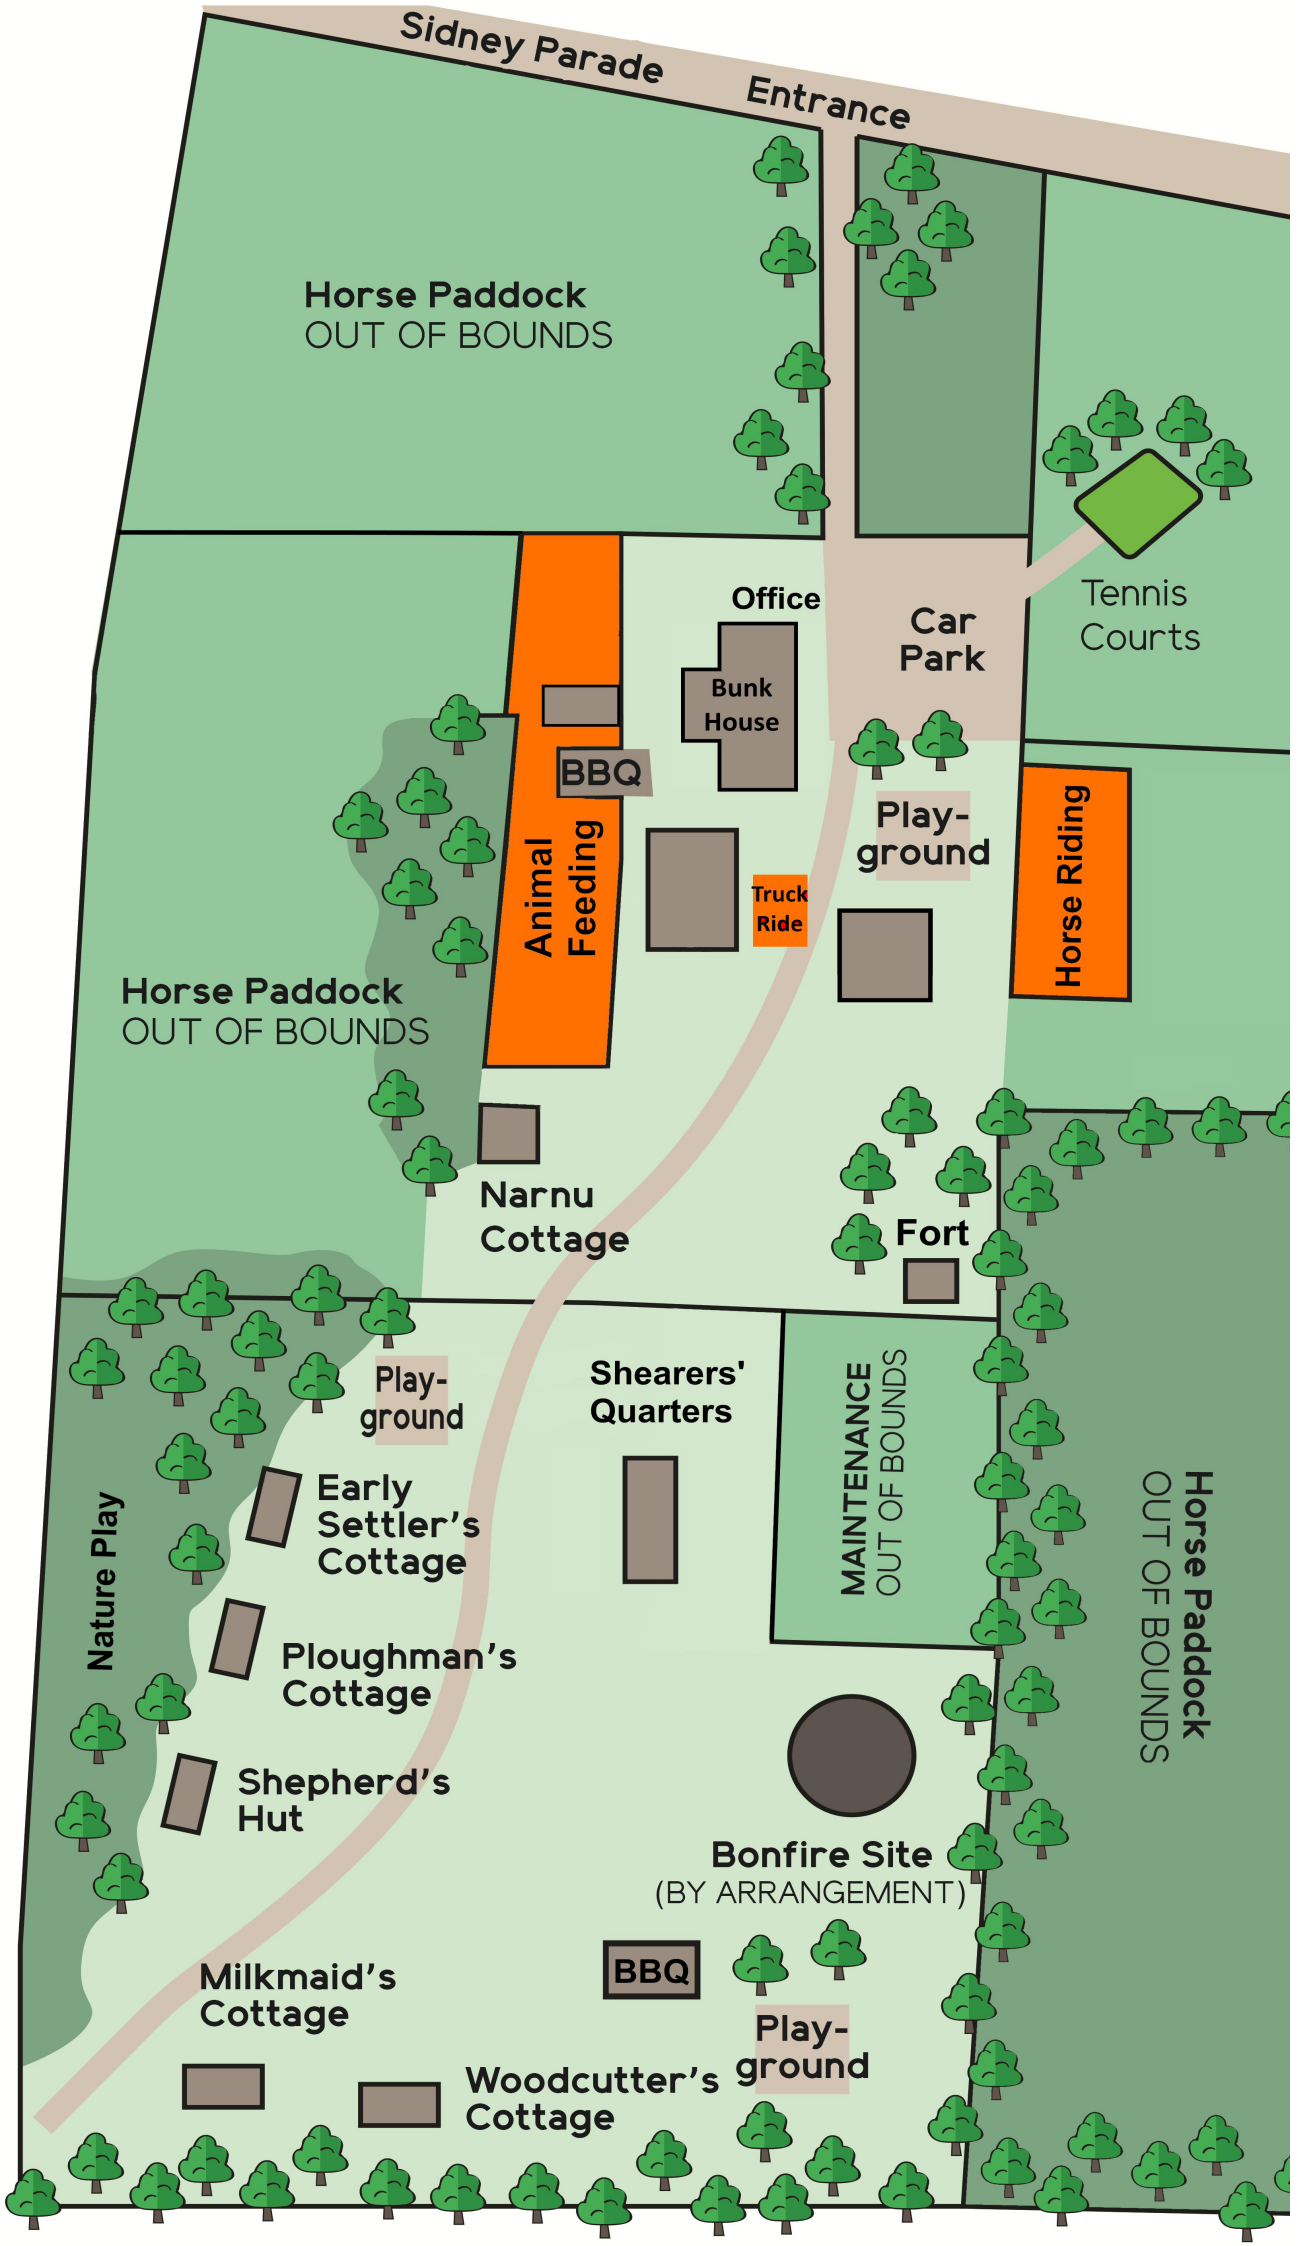 Sidney Parade
Entrance
Horse Paddock
OUT OF BOUNDS
Tennis
Courts
Office
Car
Park
Bunk
House
BBQ
Animal
Feeding
Truck
Ride
Play-
ground
Horse Riding
Horse Paddock
OUT OF BOUNDS
Narnu
Cottage
Fort
Play-
ground
Shearers'
Quarters
MAINTENANCE
OUT OF BOUNDS
Early
Settler's
Cottage
Nature Play
Horse Paddock
OUT OF BOUNDS
Ploughman's
Cottage
Shepherd's
Hut
Bonfire Site
(BY ARRANGEMENT)
BBQ
Milkmaid's
Cottage
Play-
ground
Woodcutter's
Cottage